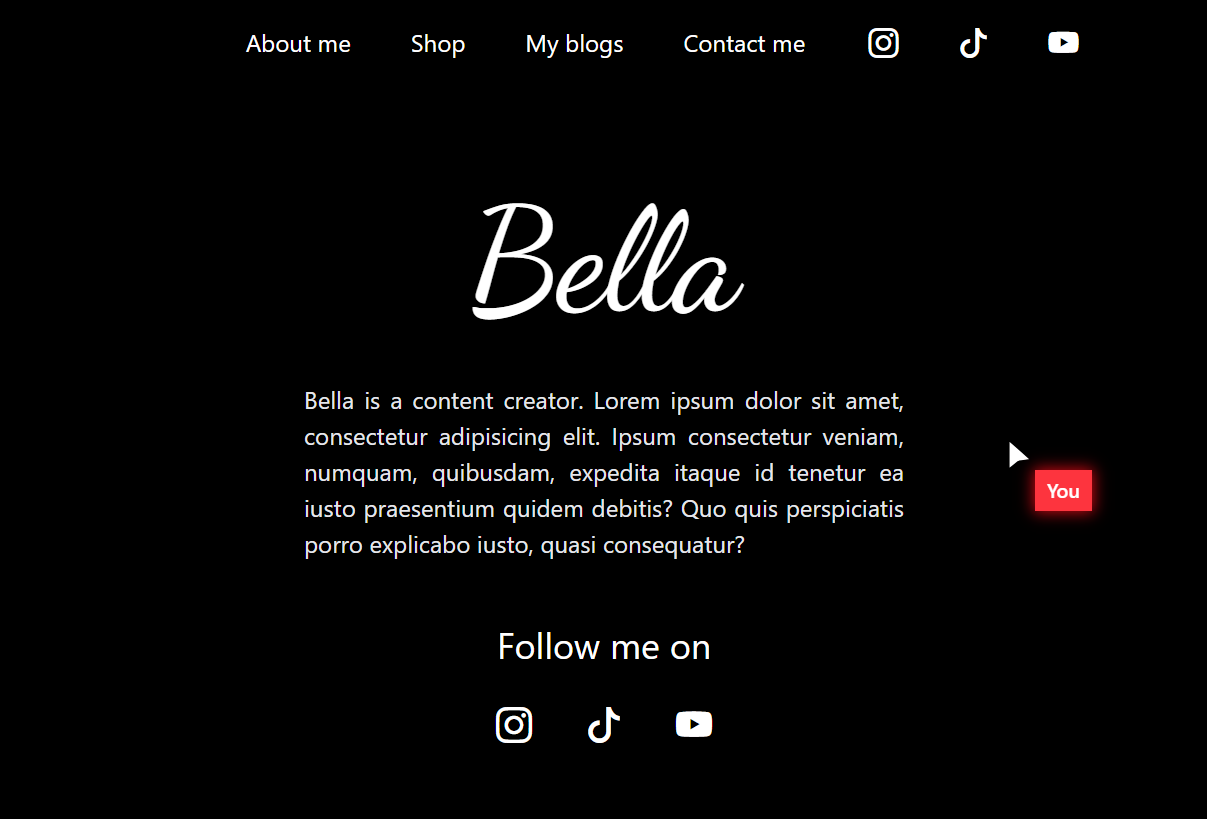 About me Shop My blogs Contact me
Bella
Bella is a content creator. Lorem ipsum dolor sit amet,
consectetur adipisicing elit. Ipsum consectetur veniam,
numquam, quibusdam, expedita itaque id tenetur ea
iusto praesentium quidem debitis? Quo quis perspiciatis
porro explicabo iusto, quasi consequatur?
You
Follow me on